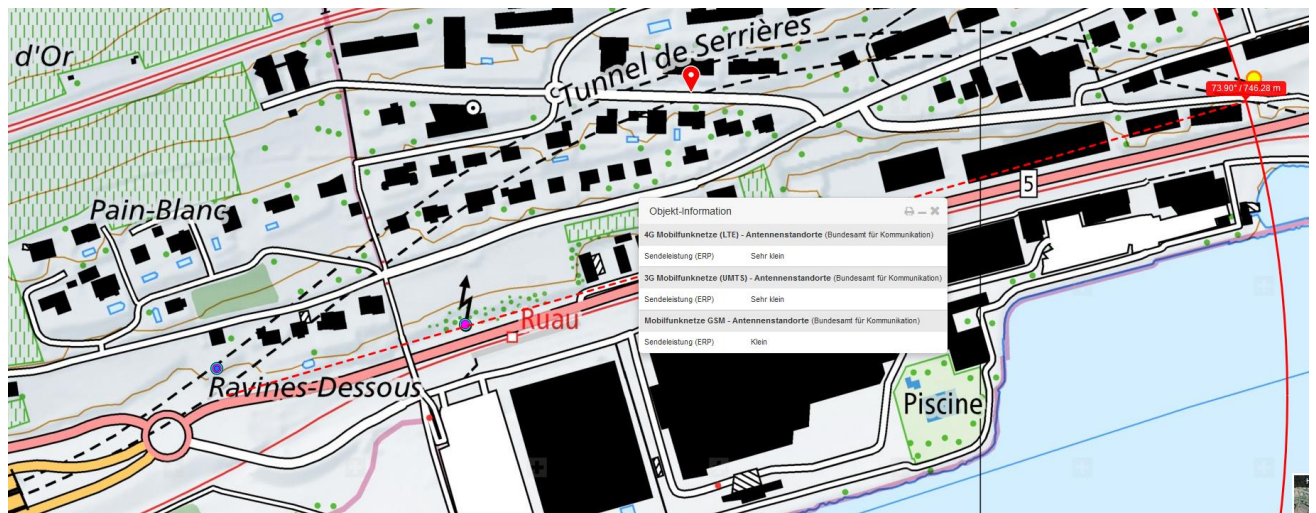 d'Or
Tunnel de Serrières
73.90° / 746.28 m
5
Pain-Blanc
Objekt-Information
4G Mobilfunknetze (LTE) - Antennenstandorte (Bundesamt für Kommunikation)
Sendeleistung (ERP) Sehr klein
3G Mobilfunknetze (UMTS) - Antennenstandorte (Bundesamt für Kommunikation)
Sendeleistung (ERP) Sehr klein
Mobilfunknetze GSM - Antennenstandorte (Bundesamt für Kommunikation)
Sendeleistung (ERP) Klein
Ruau
Ravines-Dessous
Piscine